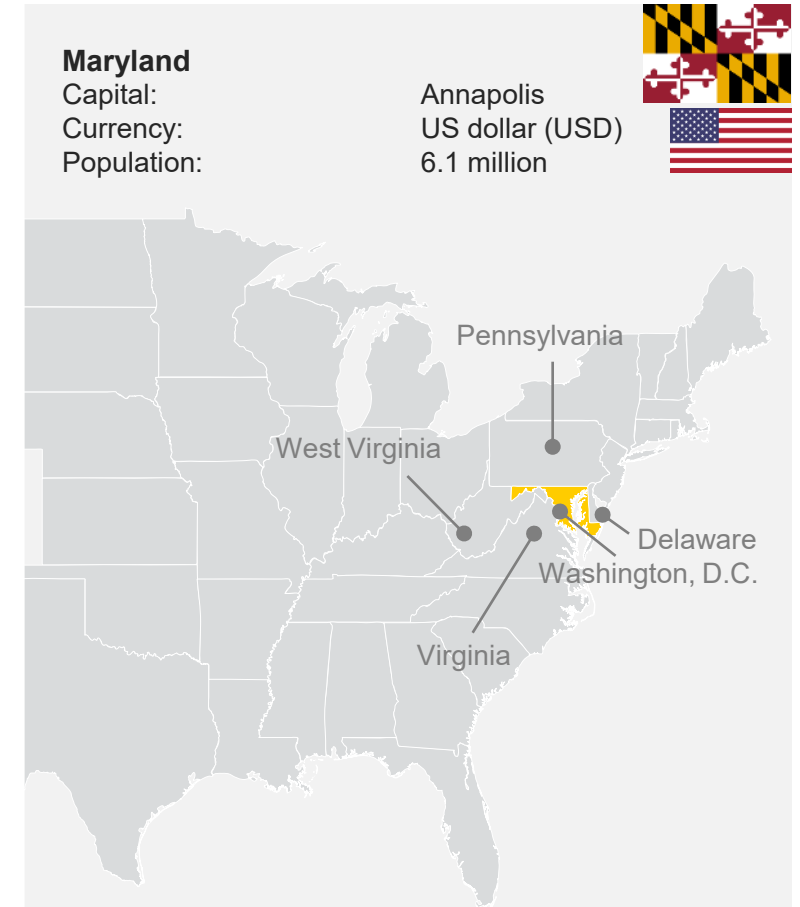 Maryland
Capital: Annapolis
Currency: US dollar (USD)
Population: 6.1 million
Pennsylvania
West Virginia
Delaware
Washington, D.C.
Virginia